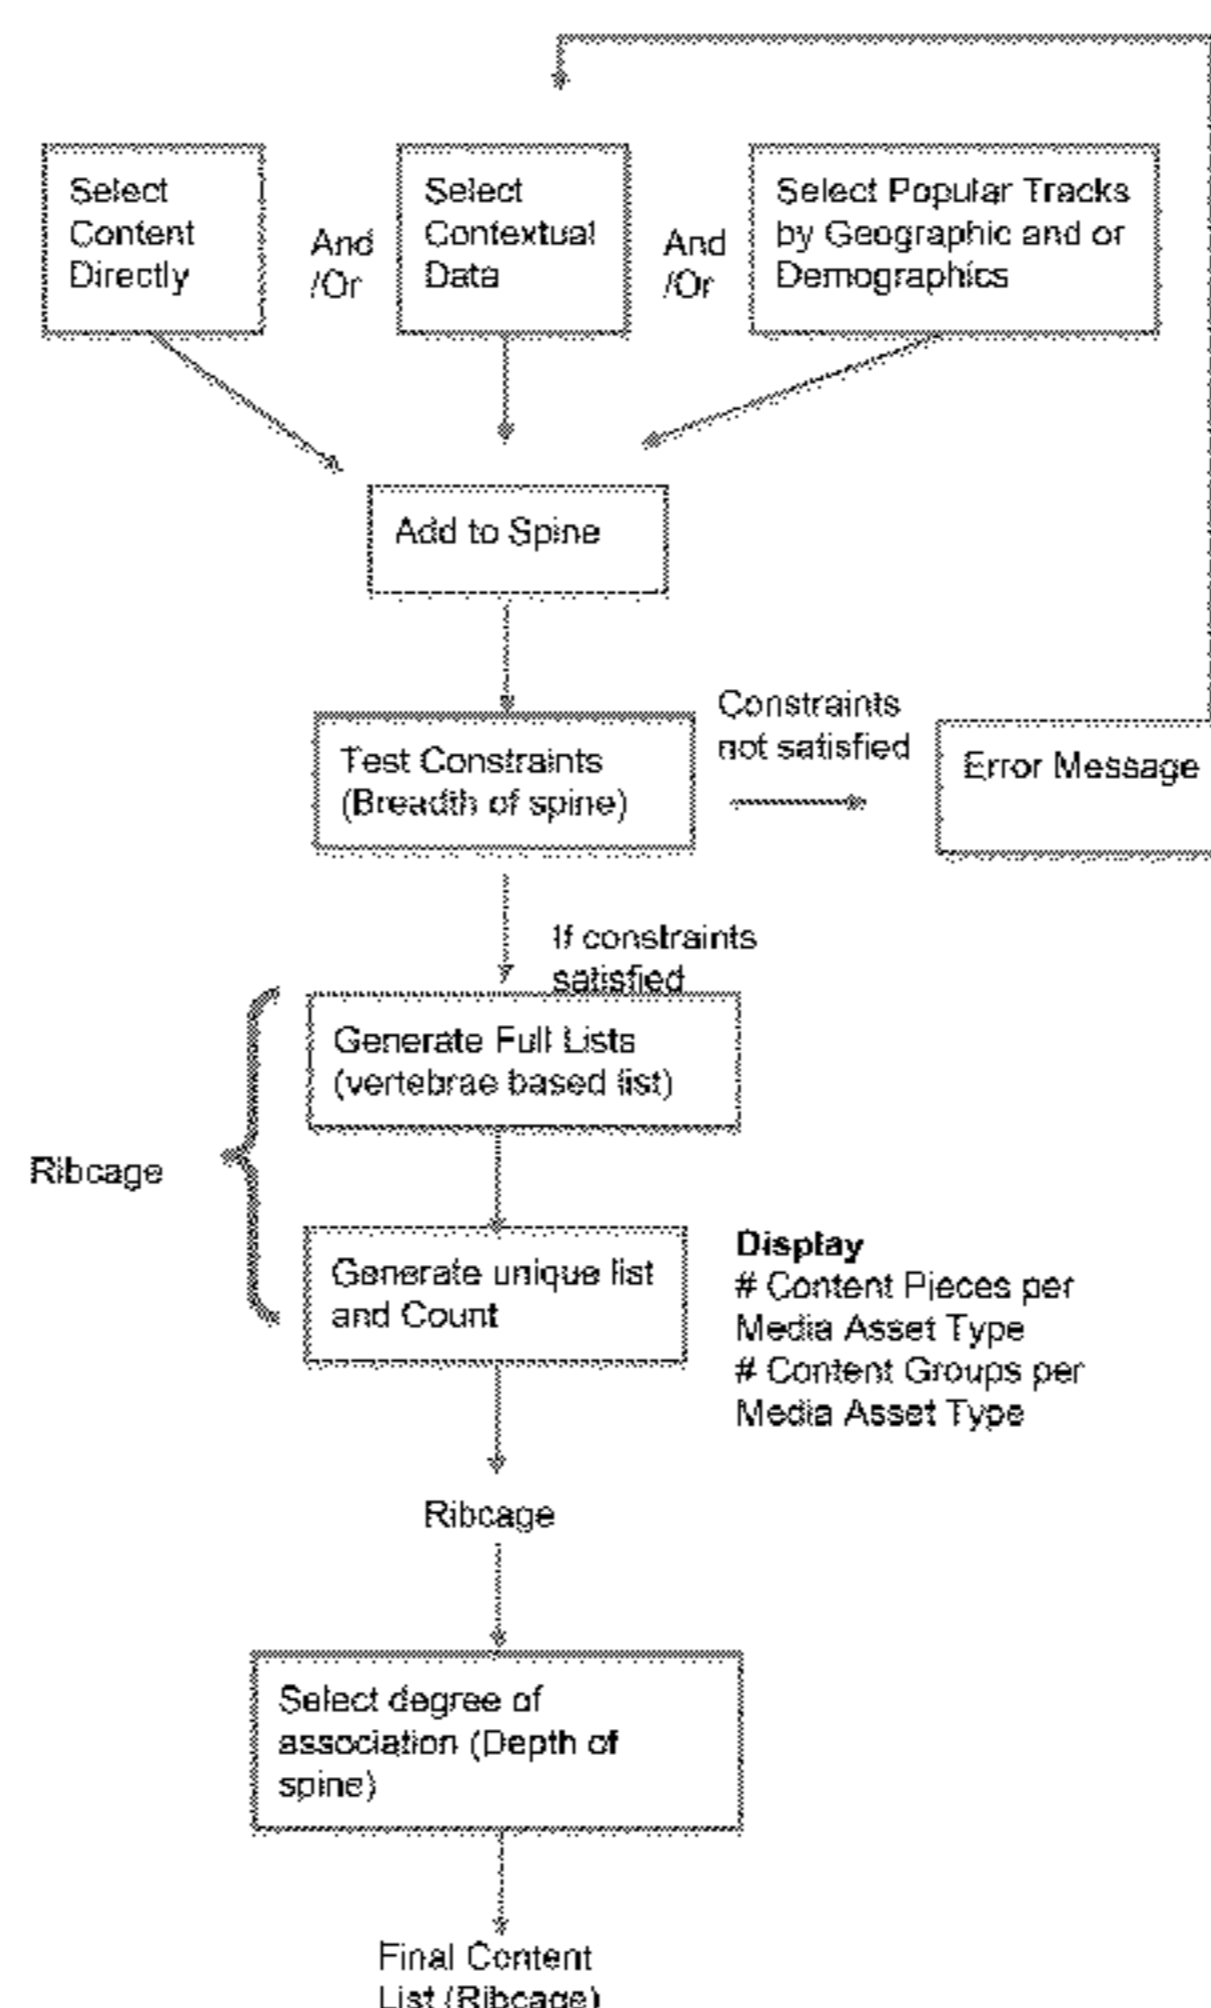 Select
Content
Directly
And
/Or
Select
Contextual
Data
And
/Or
Select Popular Tracks
by Geographic and or
Demographics
Add to Spine
Test Constraints
(Breadth of spine)
Constraints
not satisfied
Error Message
If constraints
satisfied
Generate Full Lists
(vertebrae based list)
Ribcage
Generate unique list
and Count
Display
# Content Pieces per
Media Asset Type
# Content Groups per
Media Asset Type
Ribcage
Select degree of
association (Depth of
spine)
Final Content
List (Ribcage)